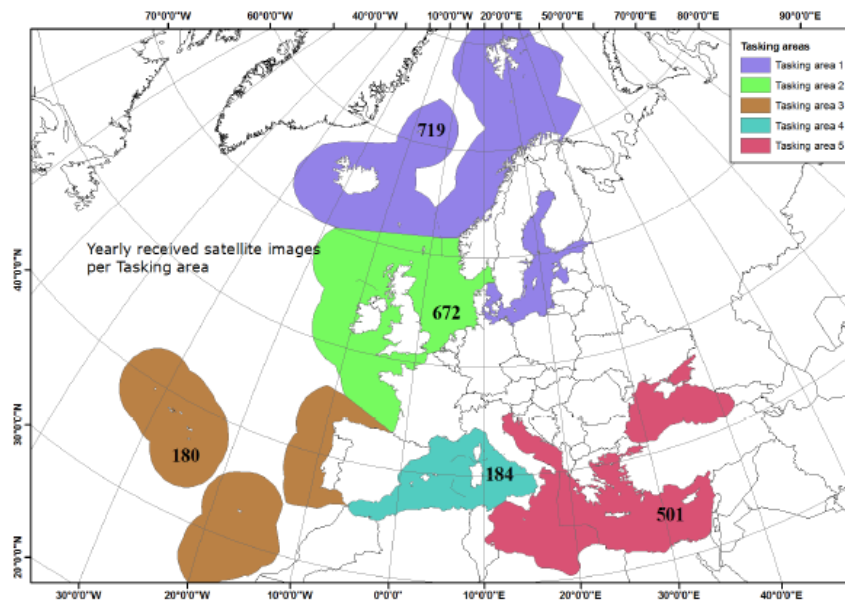 70°0'0"W 60°0'0"W 40°0'0"W 10°0'0"W 20°0'0"E 50°0'0"E 70°0'0"E 80°0'0"E 90°0'0"E
Tasking areas
Tasking area 1
Tasking area 2
Tasking area 3
Tasking area 4
Tasking area 5
719
Yearly received satellite images
per Tasking area
40°0'0"N
672
30°0'0"N
180
184
501
20°0'0"N
30°0'0"W 20°0'0"W 10°0'0"W 0°0'0"E 10°0'0"E 20°0'0"E 30°0'0"E 40°0'0"E